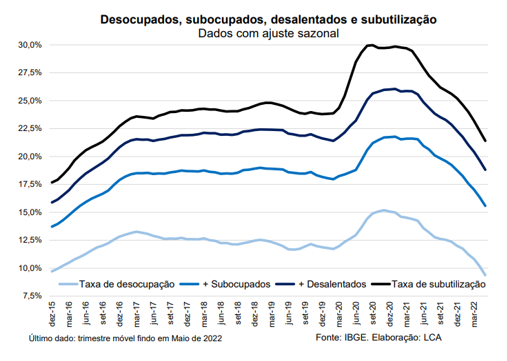 Desocupados, subocupados, desalentados e subutilização
Dados com ajuste sazonal
30,0%
27,5%
25,0%
22,5%
20,0%
17,5%
15,0%
12,5%
10,0%
7,5%
Taxa de desocupação + Subocupados + Desalentados Taxa de subutilização
dez-15 mar-16 jun-16 set-16 dez-16 mar-17 jun-17 set-17 dez-17 mar-18 jun-18 set-18 dez-18 mar-19 jun-19 set-19 dez-19 mar-20 jun-20 set-20 dez-20 mar-21 jun-21 set-21 dez-21 mar-22
Último dado: trimestre móvel findo em Maio de 2022 Fonte: IBGE. Elaboração: LCA